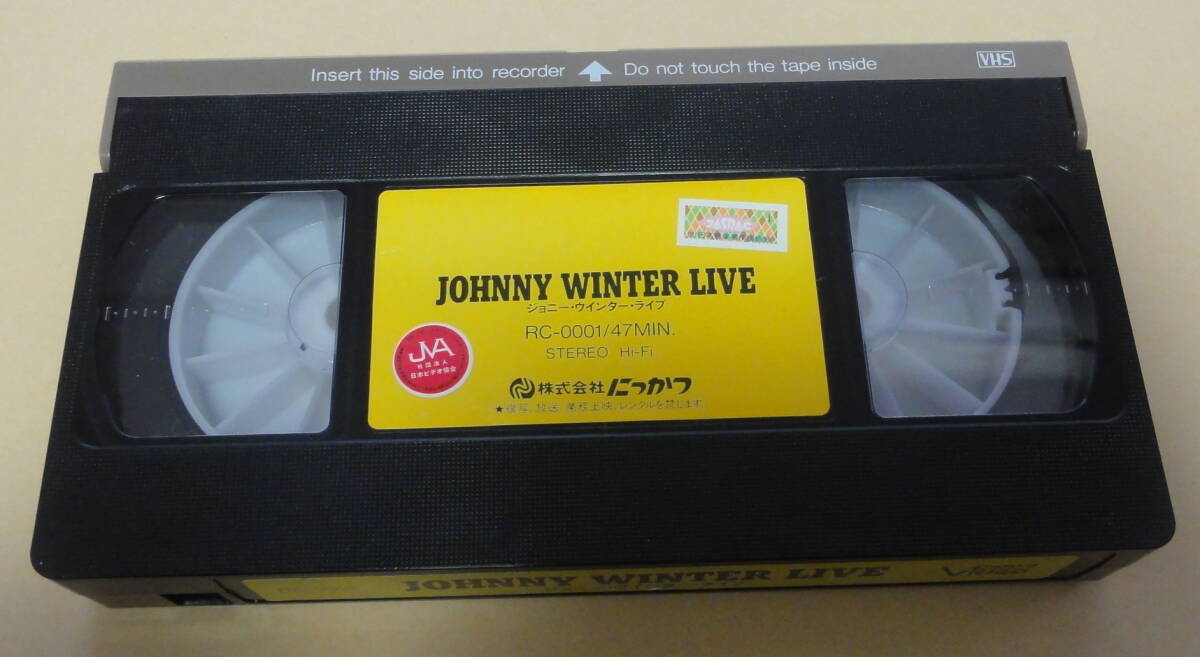 Insert this side into recorder Do not touch the tape inside
VHS
JASRAC
JOHNNY WINTER LIVE
ジョニー・ウインター・ライブ
RC-0001/47MIN.
STEREO Hi-Fi
JVA
社団法人
日本ビデオ協会
株式会社にっかつ
★複写、放送、業務上映、レンタルを禁じます。
JOHNNY WINTER LIVE